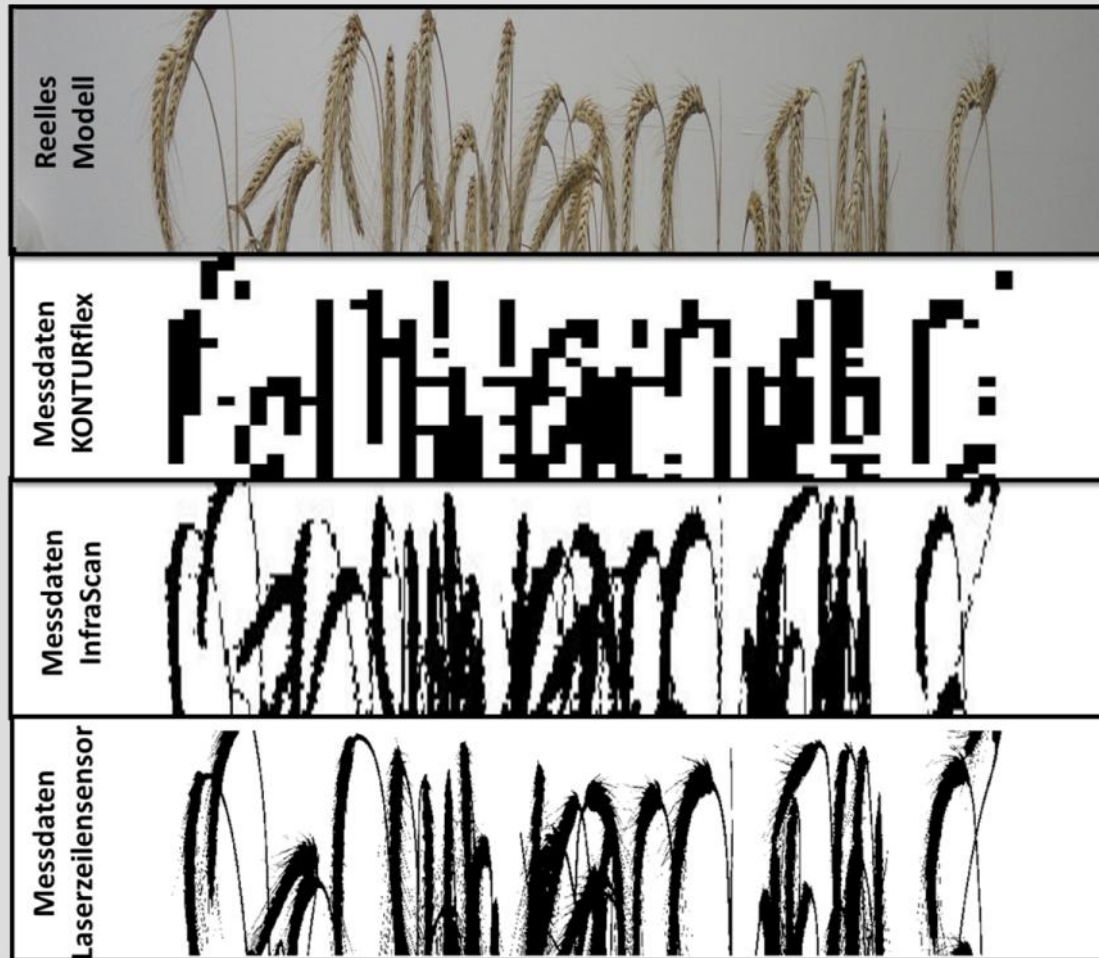 Reelles
Modell
Messdaten
KONTURflex
Messdaten
InfraScan
Messdaten
Laserzeilensensor